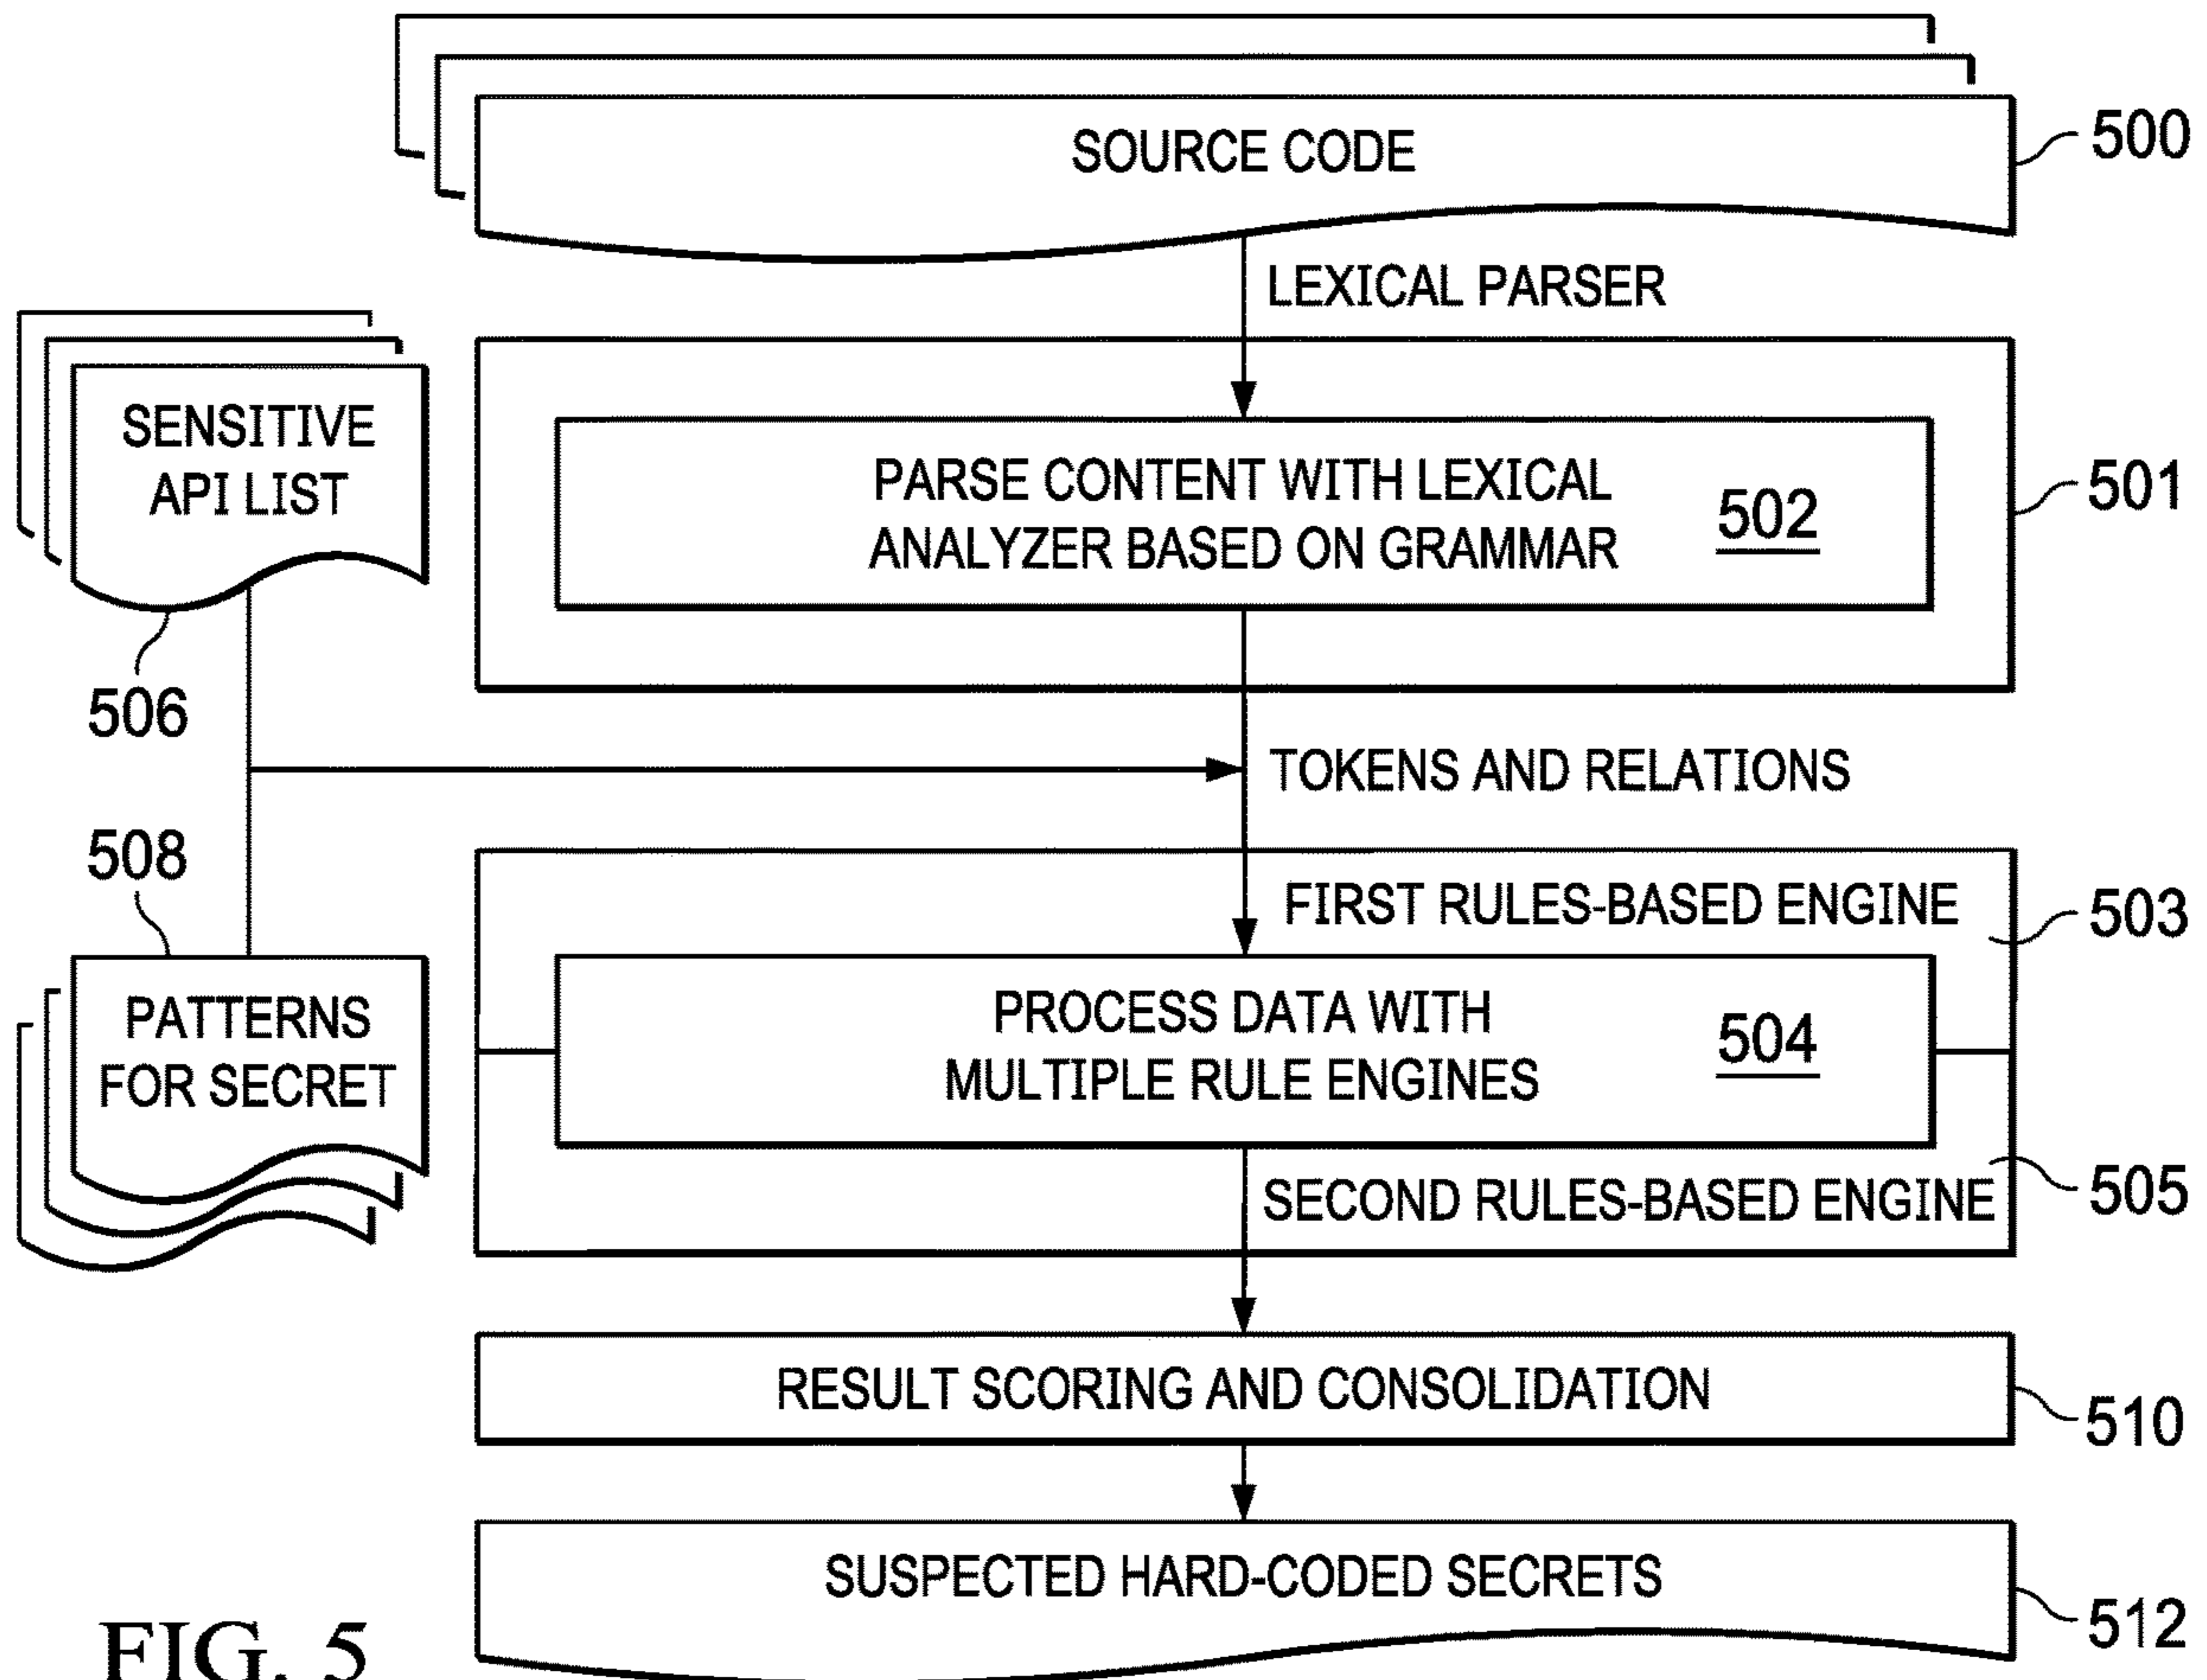 SOURCE CODE
500
LEXICAL PARSER
SENSITIVE
API LIST
506
PARSE CONTENT WITH LEXICAL
ANALYZER BASED ON GRAMMAR
502
501
TOKENS AND RELATIONS
508
PATTERNS
FOR SECRET
FIRST RULES-BASED ENGINE
503
PROCESS DATA WITH
MULTIPLE RULE ENGINES
504
SECOND RULES-BASED ENGINE
505
RESULT SCORING AND CONSOLIDATION
510
SUSPECTED HARD-CODED SECRETS
512
FIG. 5